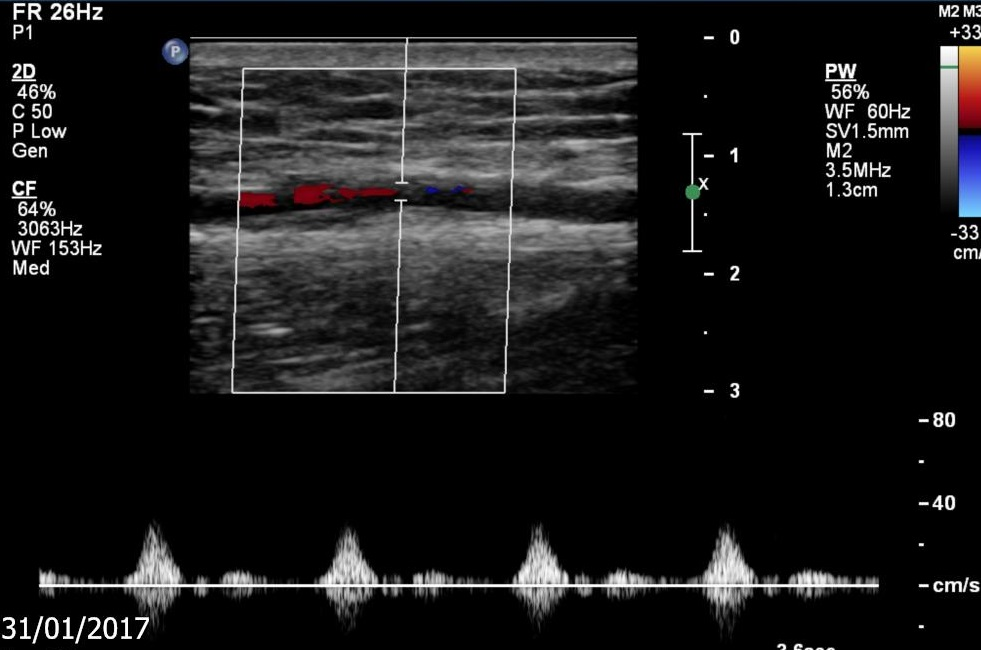 FR 26Hz
P1
2D
46%
C 50
P Low
Gen
CF
64%
3063Hz
WF 153Hz
Med
P
0
1
X
2
3
PW
56%
WF 60Hz
SV1.5mm
M2
3.5MHz
1.3cm
M2 M3
+33
-33
cm/
80
40
cm/s
31/01/2017